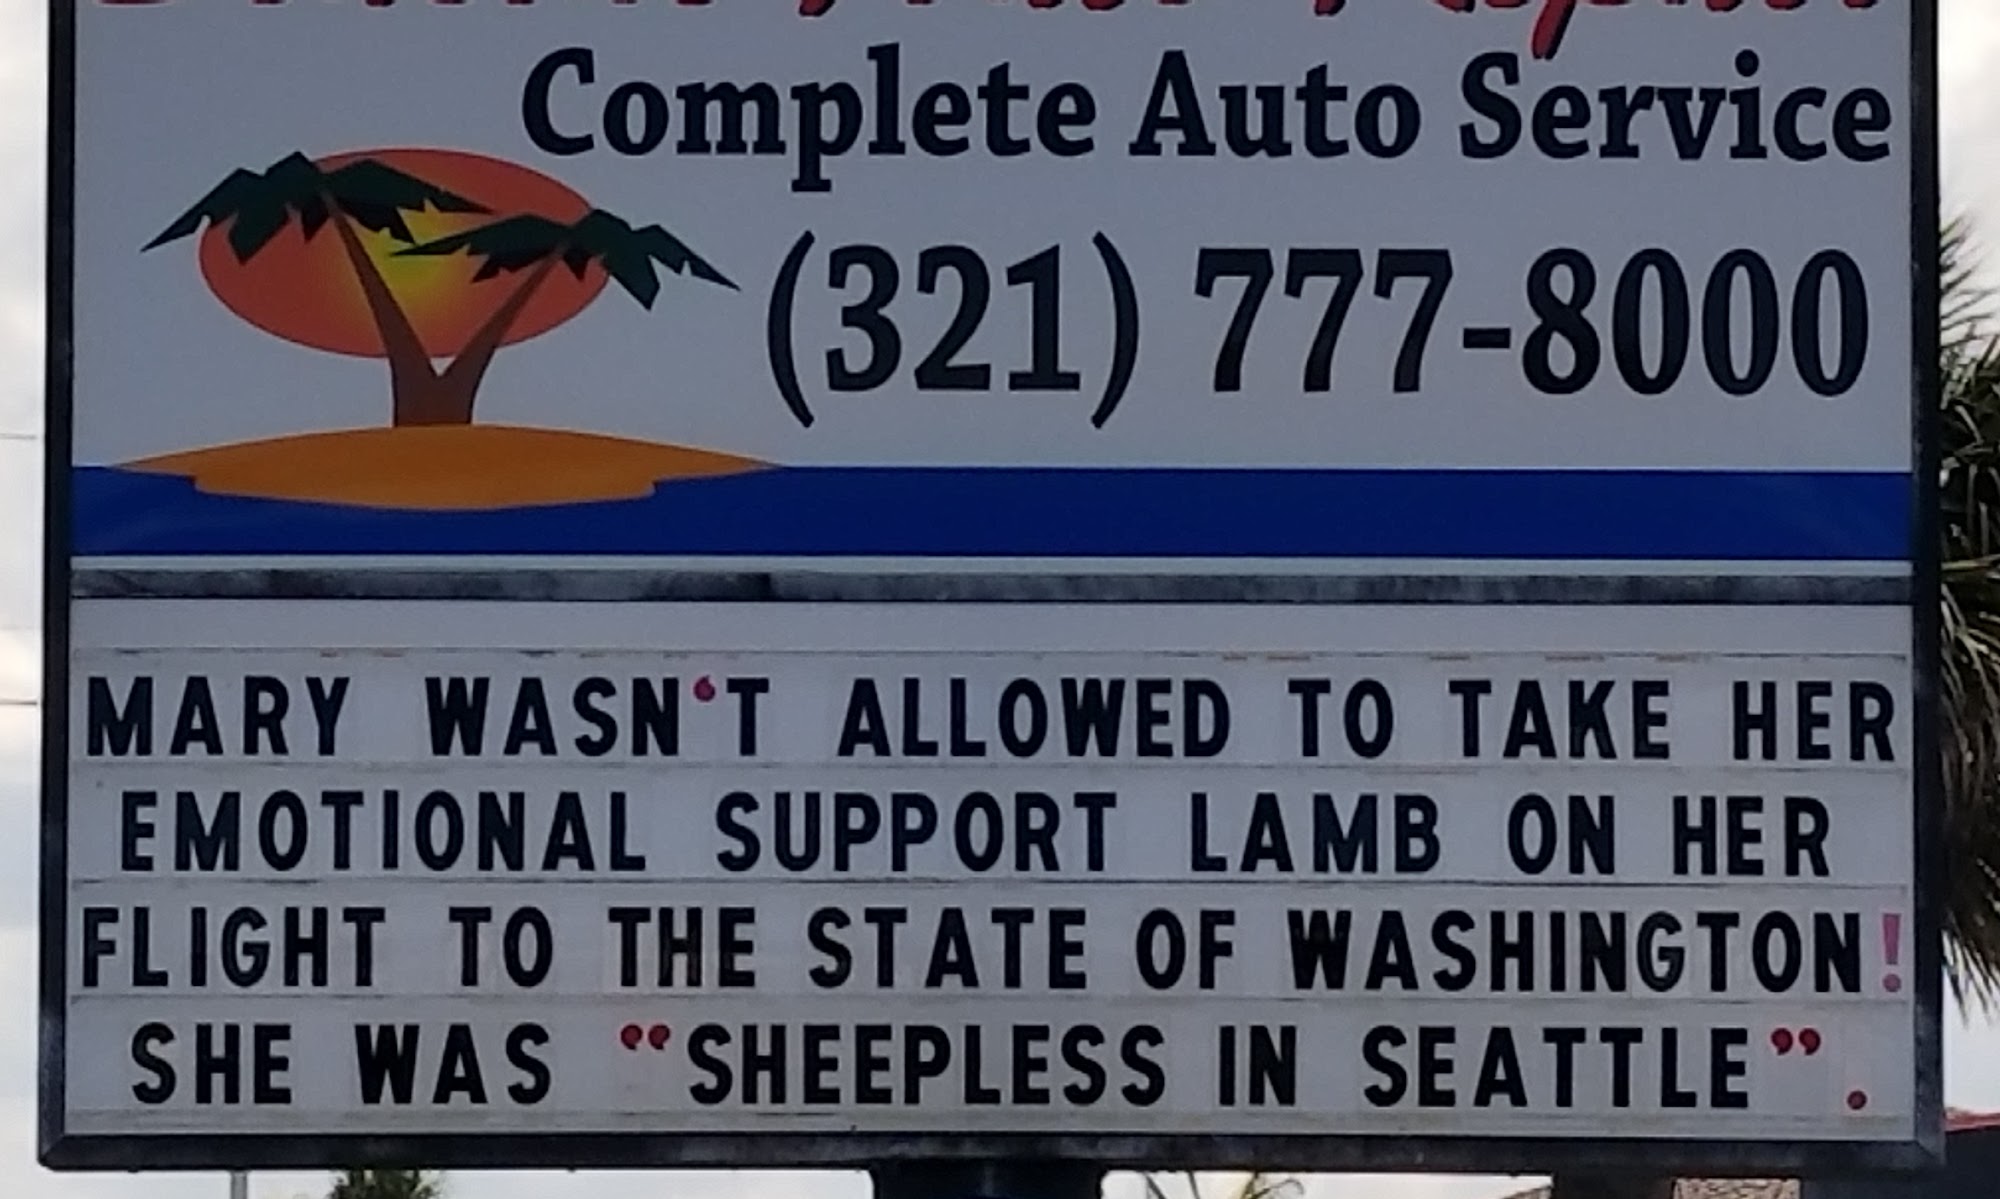 Complete Auto Service
(321) 777-8000
MARY WASN'T ALLOWED TO TAKE HER
EMOTIONAL SUPPORT LAMB ON HER
FLIGHT TO THE STATE OF WASHINGTON!
SHE WAS "SHEEPLESS IN SEATTLE".